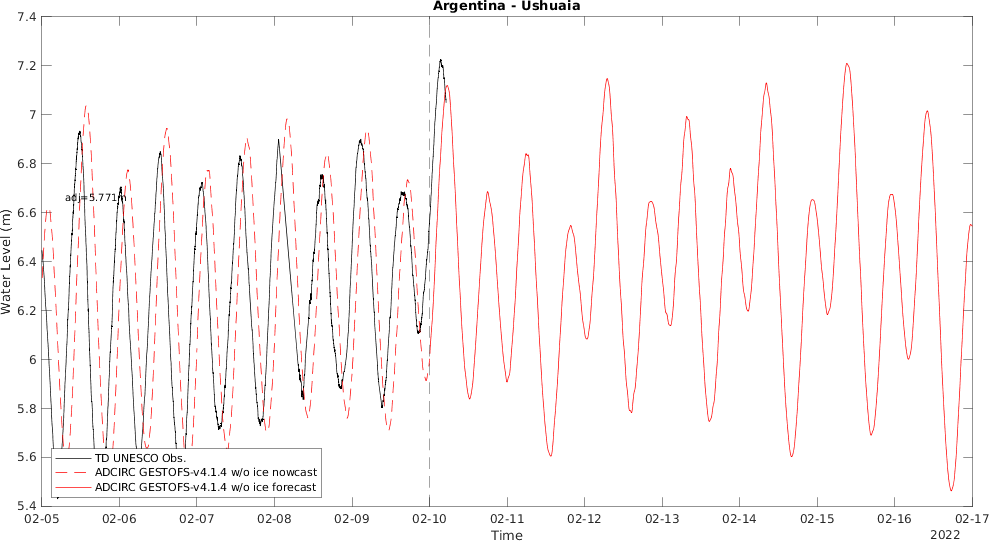 Argentina - Ushuaia
7.4
7.2
7
6.8
6.6
6.4
6.2
6
5.8
5.6
5.4
Water Level (m)
adj=5.771
TD UNESCO Obs.
ADCIRC GESTOFS-v4.1.4 w/o ice nowcast
ADCIRC GESTOFS-v4.1.4 w/o ice forecast
02-05 02-06 02-07 02-08 02-09 02-10 02-11 02-12 02-13 02-14 02-15 02-16 02-17
Time
2022